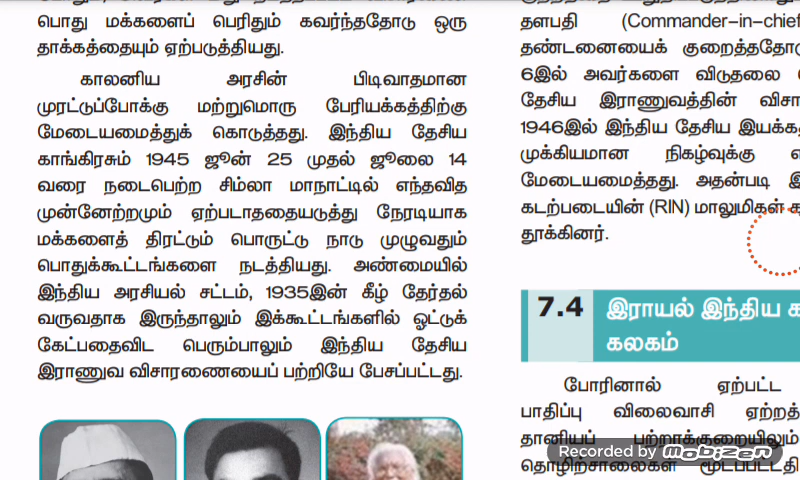 பொது மக்களைப் பெரிதும் கவர்ந்ததோடு ஒரு
தாக்கத்தையும் ஏற்படுத்தியது.
காலனிய அரசின் பிடிவாதமான
முரட்டுப்போக்கு மற்றுமொரு பேரியக்கத்திற்கு
மேடையமைத்துக் கொடுத்தது. இந்திய தேசிய
காங்கிரசும் 1945 ஜூன் 25 முதல் ஜூலை 14
வரை நடைபெற்ற சிம்லா மாநாட்டில் எந்தவித
முன்னேற்றமும் ஏற்படாததையடுத்து நேரடியாக
மக்களைத் திரட்டும் பொருட்டு நாடு முழுவதும்
பொதுக்கூட்டங்களை நடத்தியது. அண்மையில்
இந்திய அரசியல் சட்டம், 1935இன் கீழ் தேர்தல்
வருவதாக இருந்தாலும் இக்கூட்டங்களில் ஓட்டுக்
கேட்பதைவிட பெரும்பாலும் இந்திய தேசிய
இராணுவ விசாரணையைப் பற்றியே பேசப்பட்டது.
தளபதி (Commander-in-chief
தண்டனையைக் குறைத்ததோடு
6இல் அவர்களை விடுதலை
தேசிய இராணுவத்தின் விசா
1946இல் இந்திய தேசிய இயக்க
முக்கியமான நிகழ்வுக்கு
மேடையமைத்தது. அதன்படி இ
கடற்படையின் (RIN) மாலுமிகள்
தூக்கினர்.
7.4 இராயல் இந்திய க
கலகம்
போரினால் ஏற்பட்ட
பாதிப்பு விலைவாசி ஏற்றத்
தானியப் பற்றாக்குறையிலும்
தொழிற்சாலைகள் மூடப்பட்டதி
Recorded by mobizen